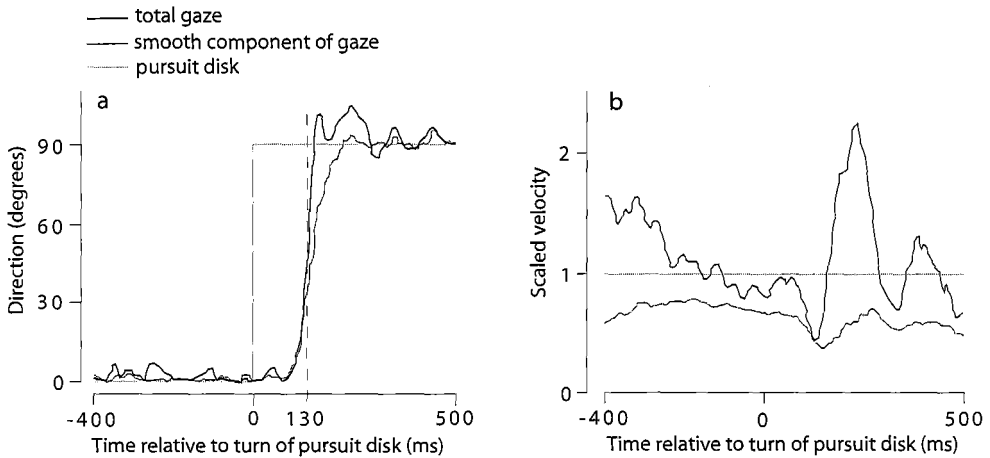 total gaze
smooth component of gaze
pursuit disk
a
90
60
30
0
-400
0
130
500
Direction (degrees)
Time relative to turn of pursuit disk (ms)
b
2
1
0
-400
0
500
Scaled velocity
Time relative to turn of pursuit disk (ms)